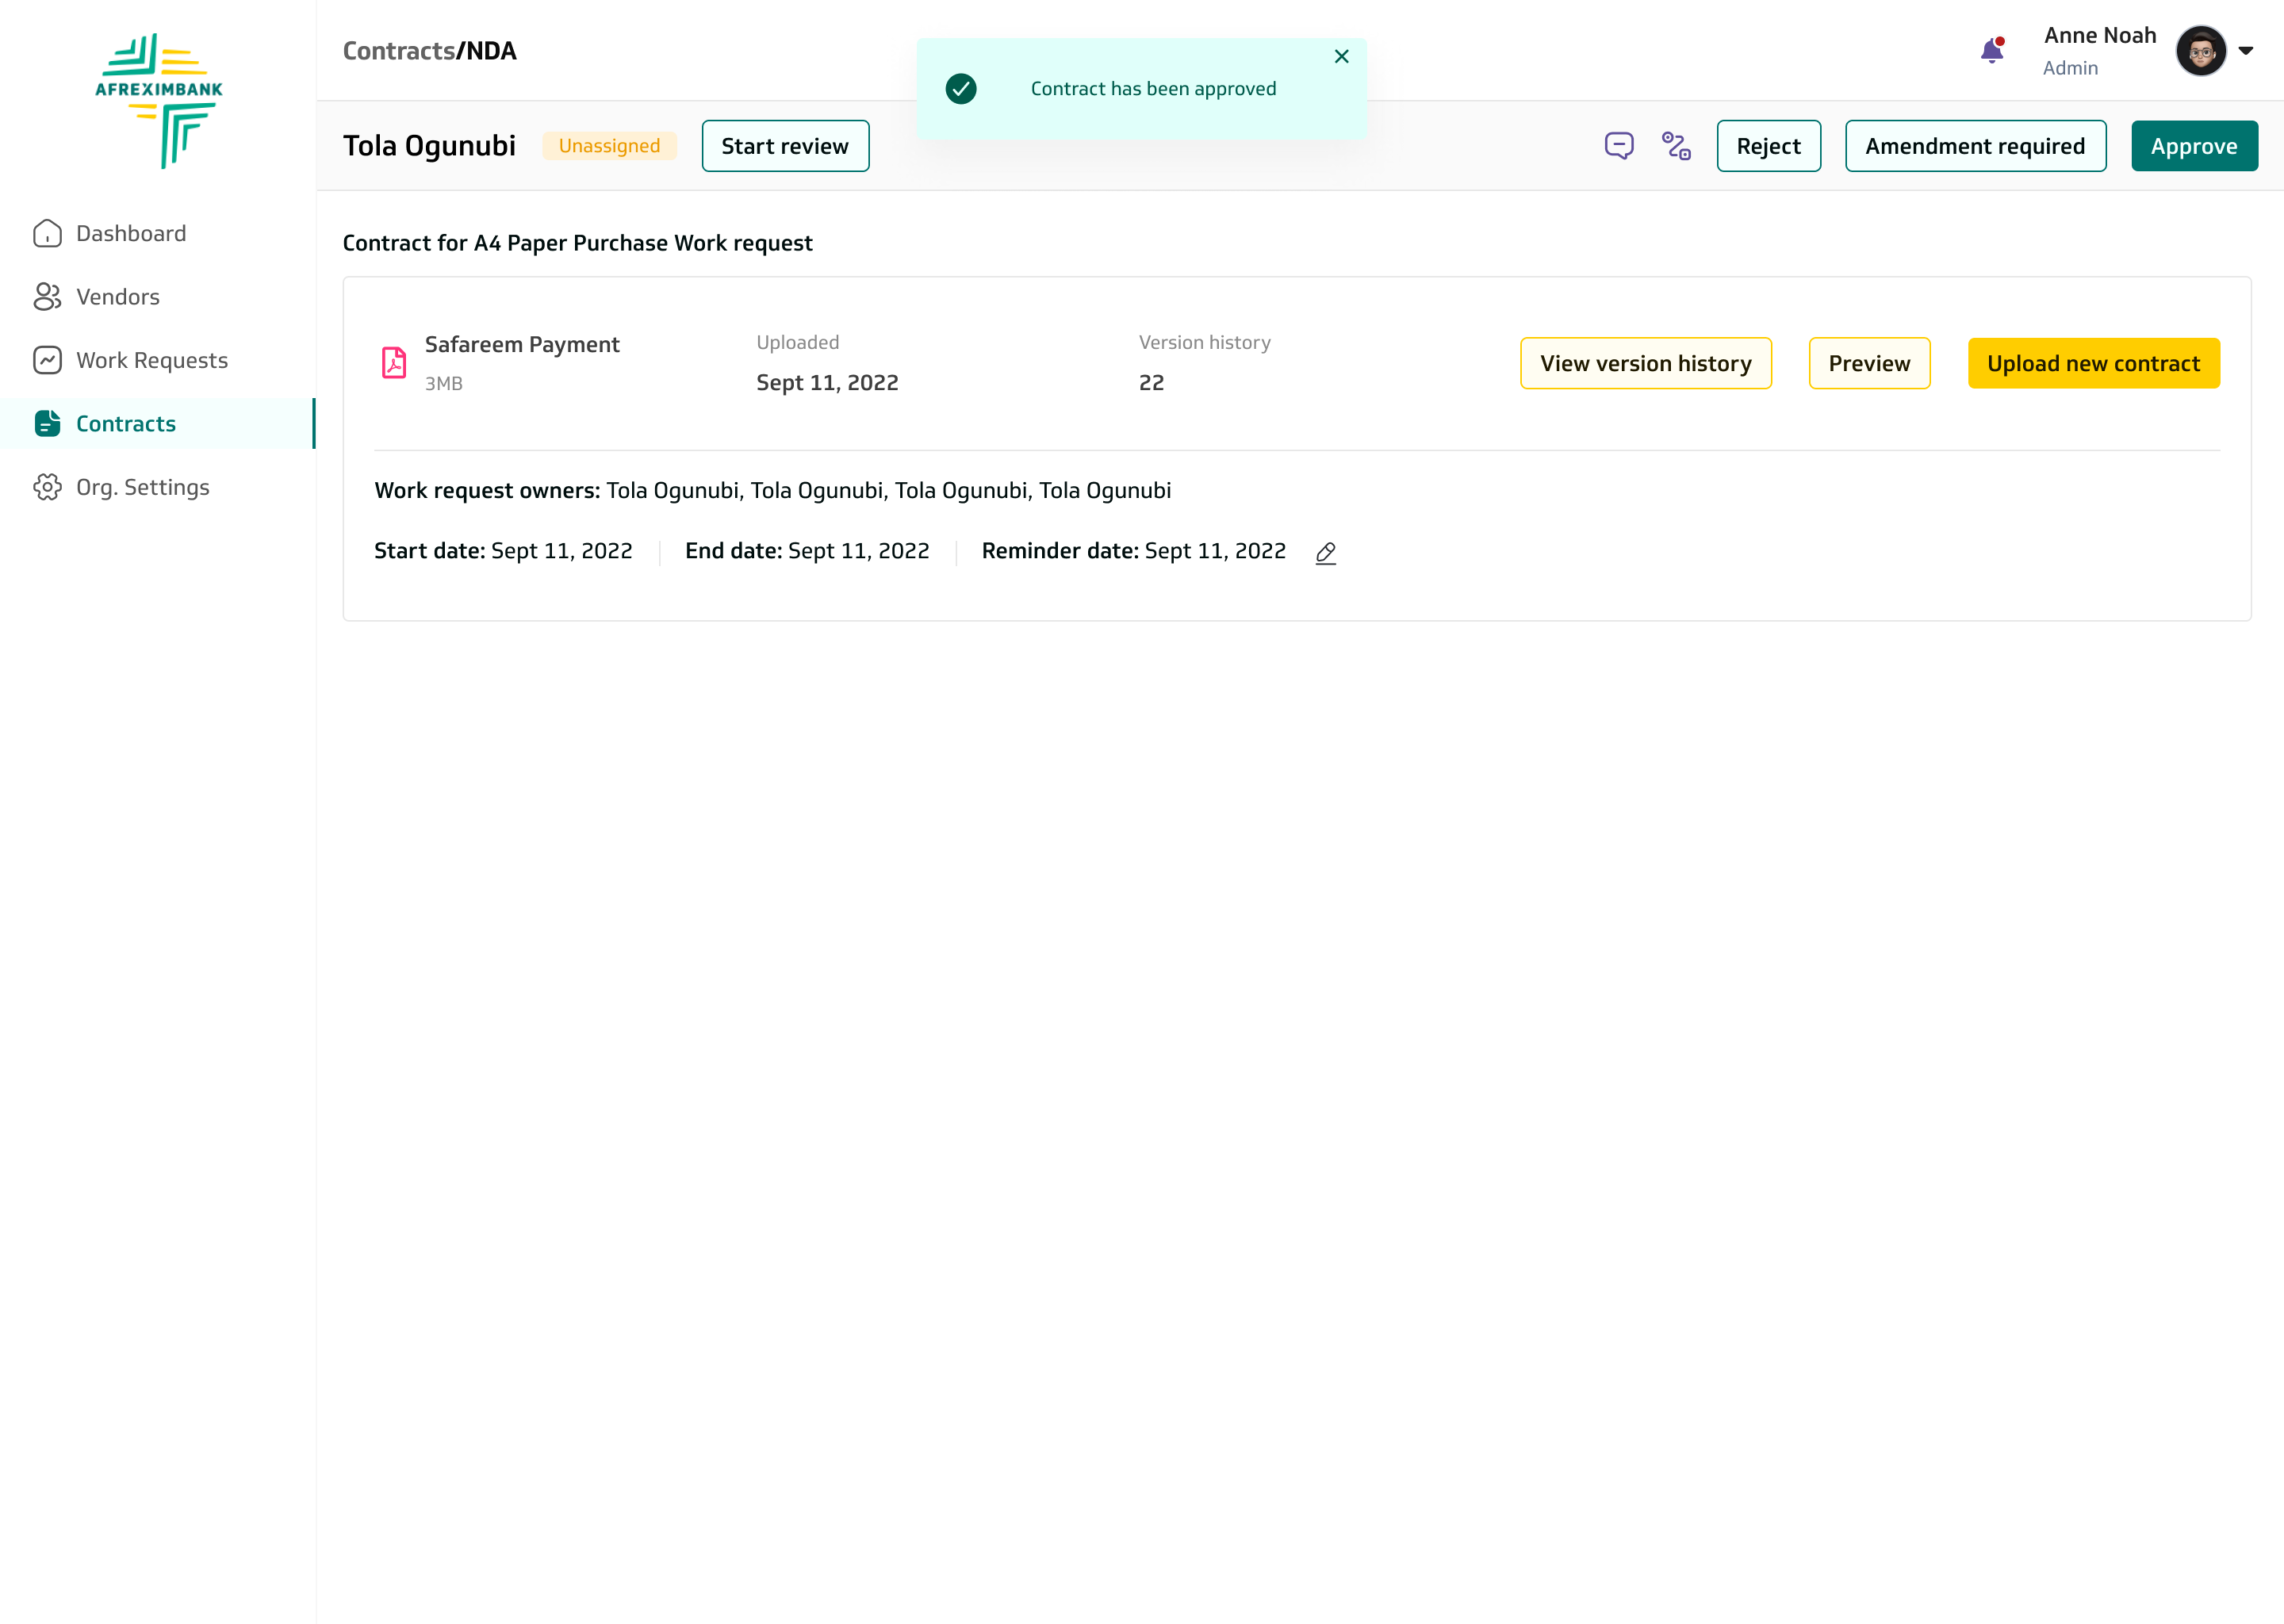 AFREXIMBANK
Dashboard
Vendors
Work Requests
Contracts
Org. Settings
Contracts/NDA
Contract has been approved
Anne Noah
Admin
Tola Ogunubi
Unassigned
Start review
Reject
Amendment required
Approve
Contract for A4 Paper Purchase Work request
Safareem Payment
3MB
Uploaded
Sept 11, 2022
Version history
22
View version history
Preview
Upload new contract
Work request owners: Tola Ogunubi, Tola Ogunubi, Tola Ogunubi, Tola Ogunubi
Start date: Sept 11, 2022
End date: Sept 11, 2022
Reminder date: Sept 11, 2022